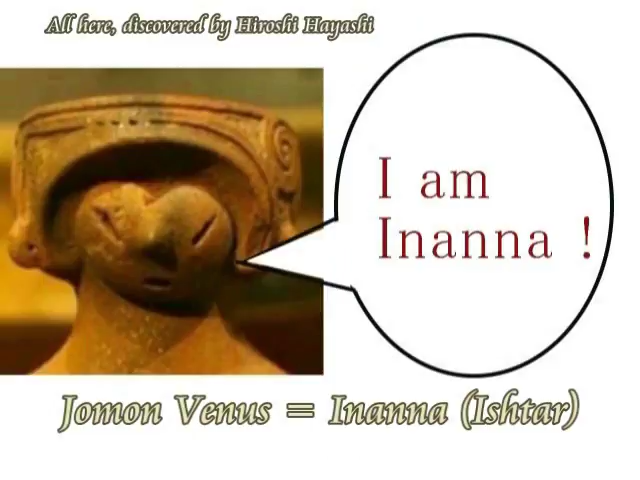 All here, discovered by Hiroshi Hayashi
I am
Inanna !
Jomon Venus = Inanna (Ishtar)